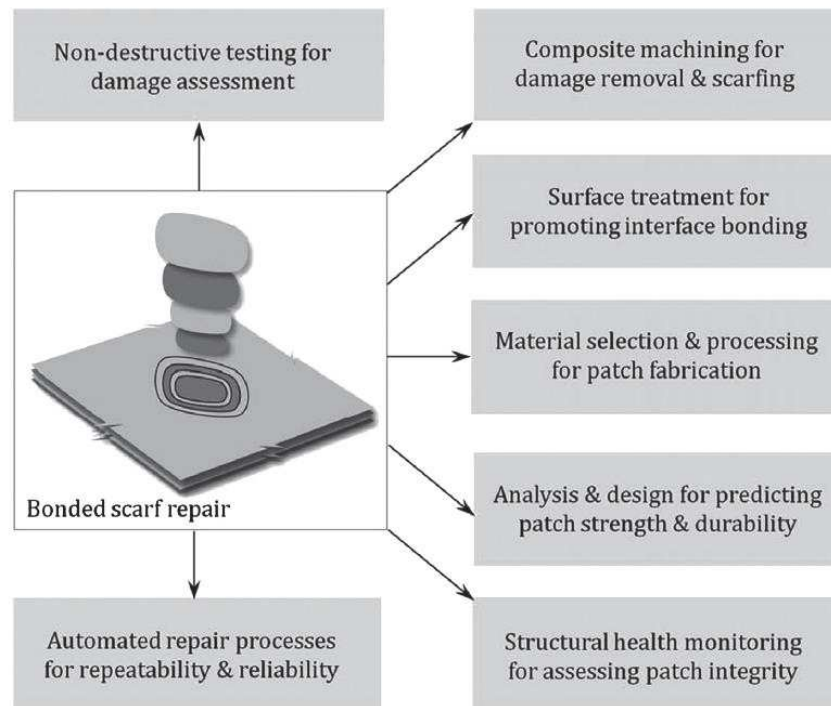 Non-destructive testing for
damage assessment
Composite machining for
damage removal & scarfing
Surface treatment for
promoting interface bonding
Material selection & processing
for patch fabrication
Analysis & design for predicting
patch strength & durability
Bonded scarf repair
Automated repair processes
for repeatability & reliability
Structural health monitoring
for assessing patch integrity